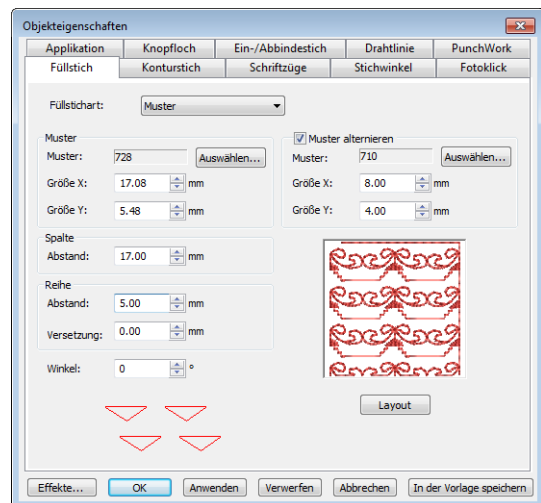 Objekteigenschaften
Applikation Knopfloch Ein-/Abbindestich Drahtlinie PunchWork
Füllstich Konturstich Schriftzüge Stichwinkel Fotoklick
Füllstichart: Muster
Muster Muster alternieren
Muster: 728 Auswählen... Muster: 710 Auswählen...
Größe X: 17.08 mm Größe X: 8.00 mm
Größe Y: 5.48 mm Größe Y: 4.00 mm
Spalte
Abstand: 17.00 mm
Reihe
Abstand: 5.00 mm
Versetzung: 0.00 mm
Winkel: 0 °
Layout
Effekte... OK Anwenden Verwerfen Abbrechen In der Vorlage speichern